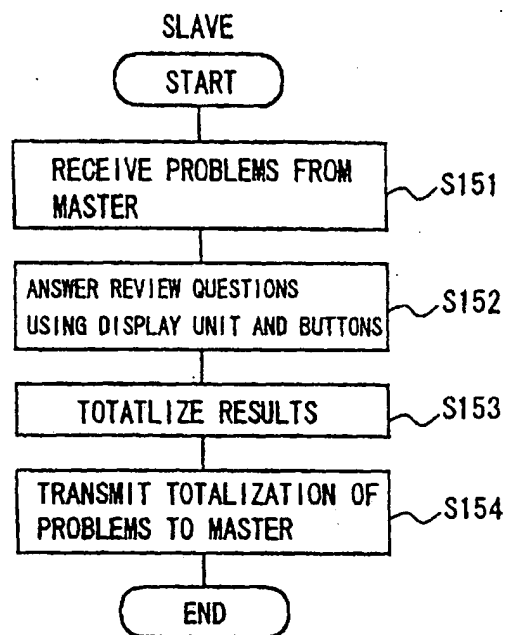 SLAVE
START
RECEIVE PROBLEMS FROM
MASTER
S151
ANSWER REVIEW QUESTIONS
USING DISPLAY UNIT AND BUTTONS
S152
TOTATLIZE RESULTS
S153
TRANSMIT TOTALIZATION OF
PROBLEMS TO MASTER
S154
END